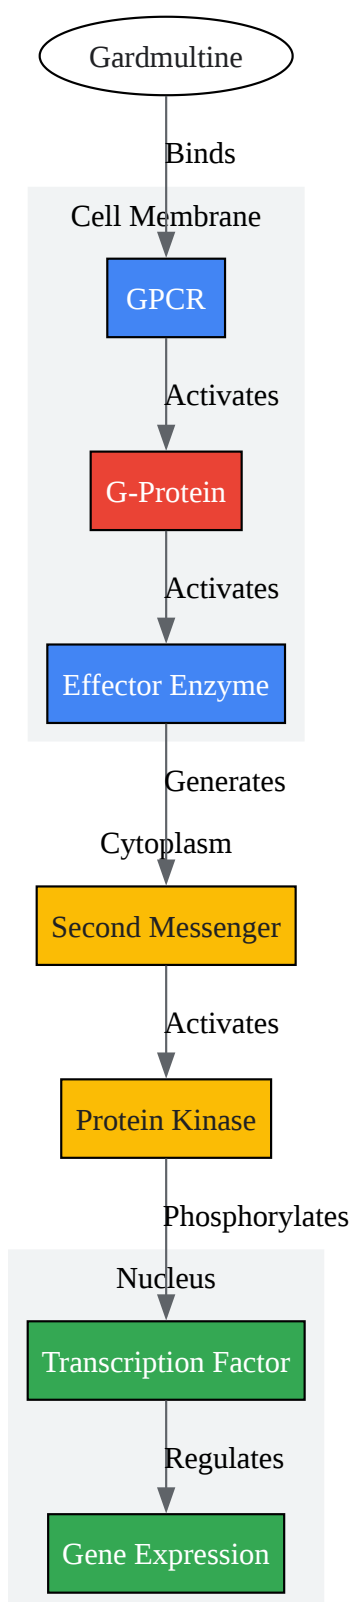 Gardmultine
Binds
Cell Membrane
GPCR
Activates
G-Protein
Activates
Effector Enzyme
Generates
Cytoplasm
Second Messenger
Activates
Protein Kinase
Phosphorylates
Nucleus
Transcription Factor
Regulates
Gene Expression